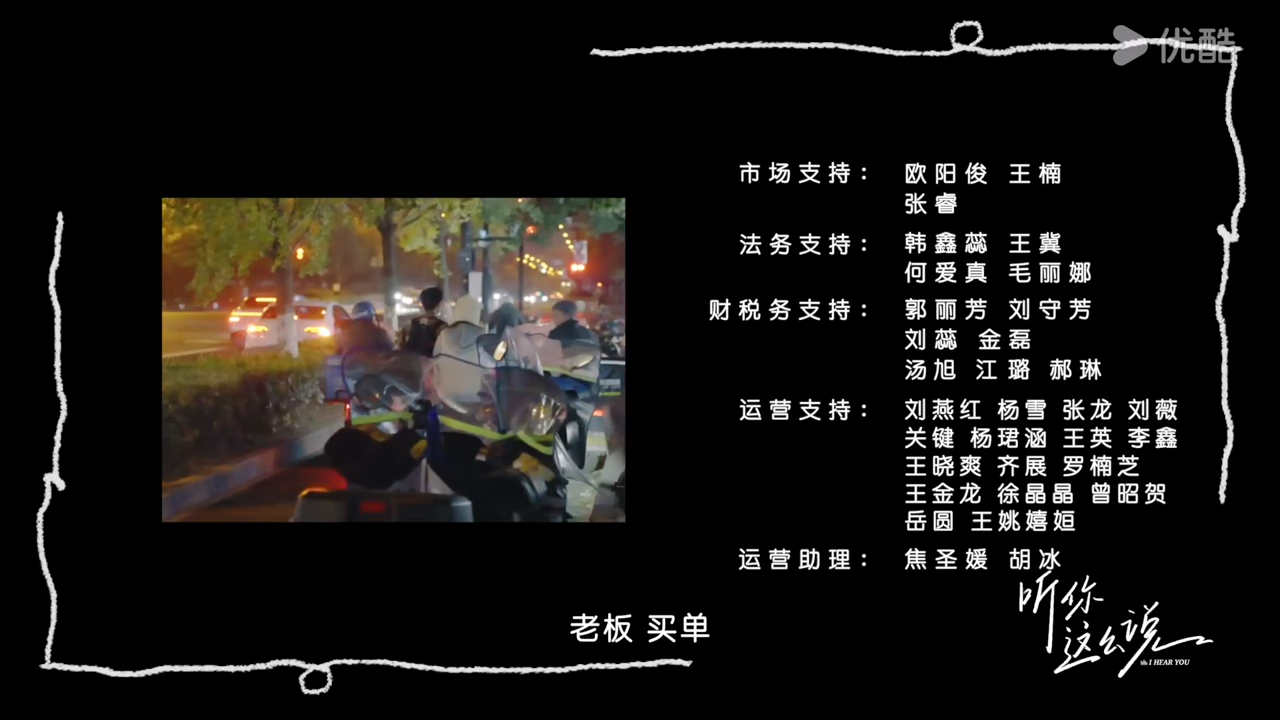 优酷
市场支持： 欧阳俊 王楠
张睿
法务支持： 韩鑫蕊 王冀
何爱真 毛丽娜
财税务支持： 郭丽芳 刘守芳
刘蕊 金磊
汤旭 江璐 郝琳
运营支持： 刘燕红 杨雪 张龙 刘薇
关键 杨珺涵 王英 李鑫
王晓爽 齐展 罗楠芝
王金龙 徐晶晶 曾昭贺
岳圆 王姚嬉姮
运营助理： 焦圣媛 胡冰
听你
这么说
I HEAR YOU
老板 买单